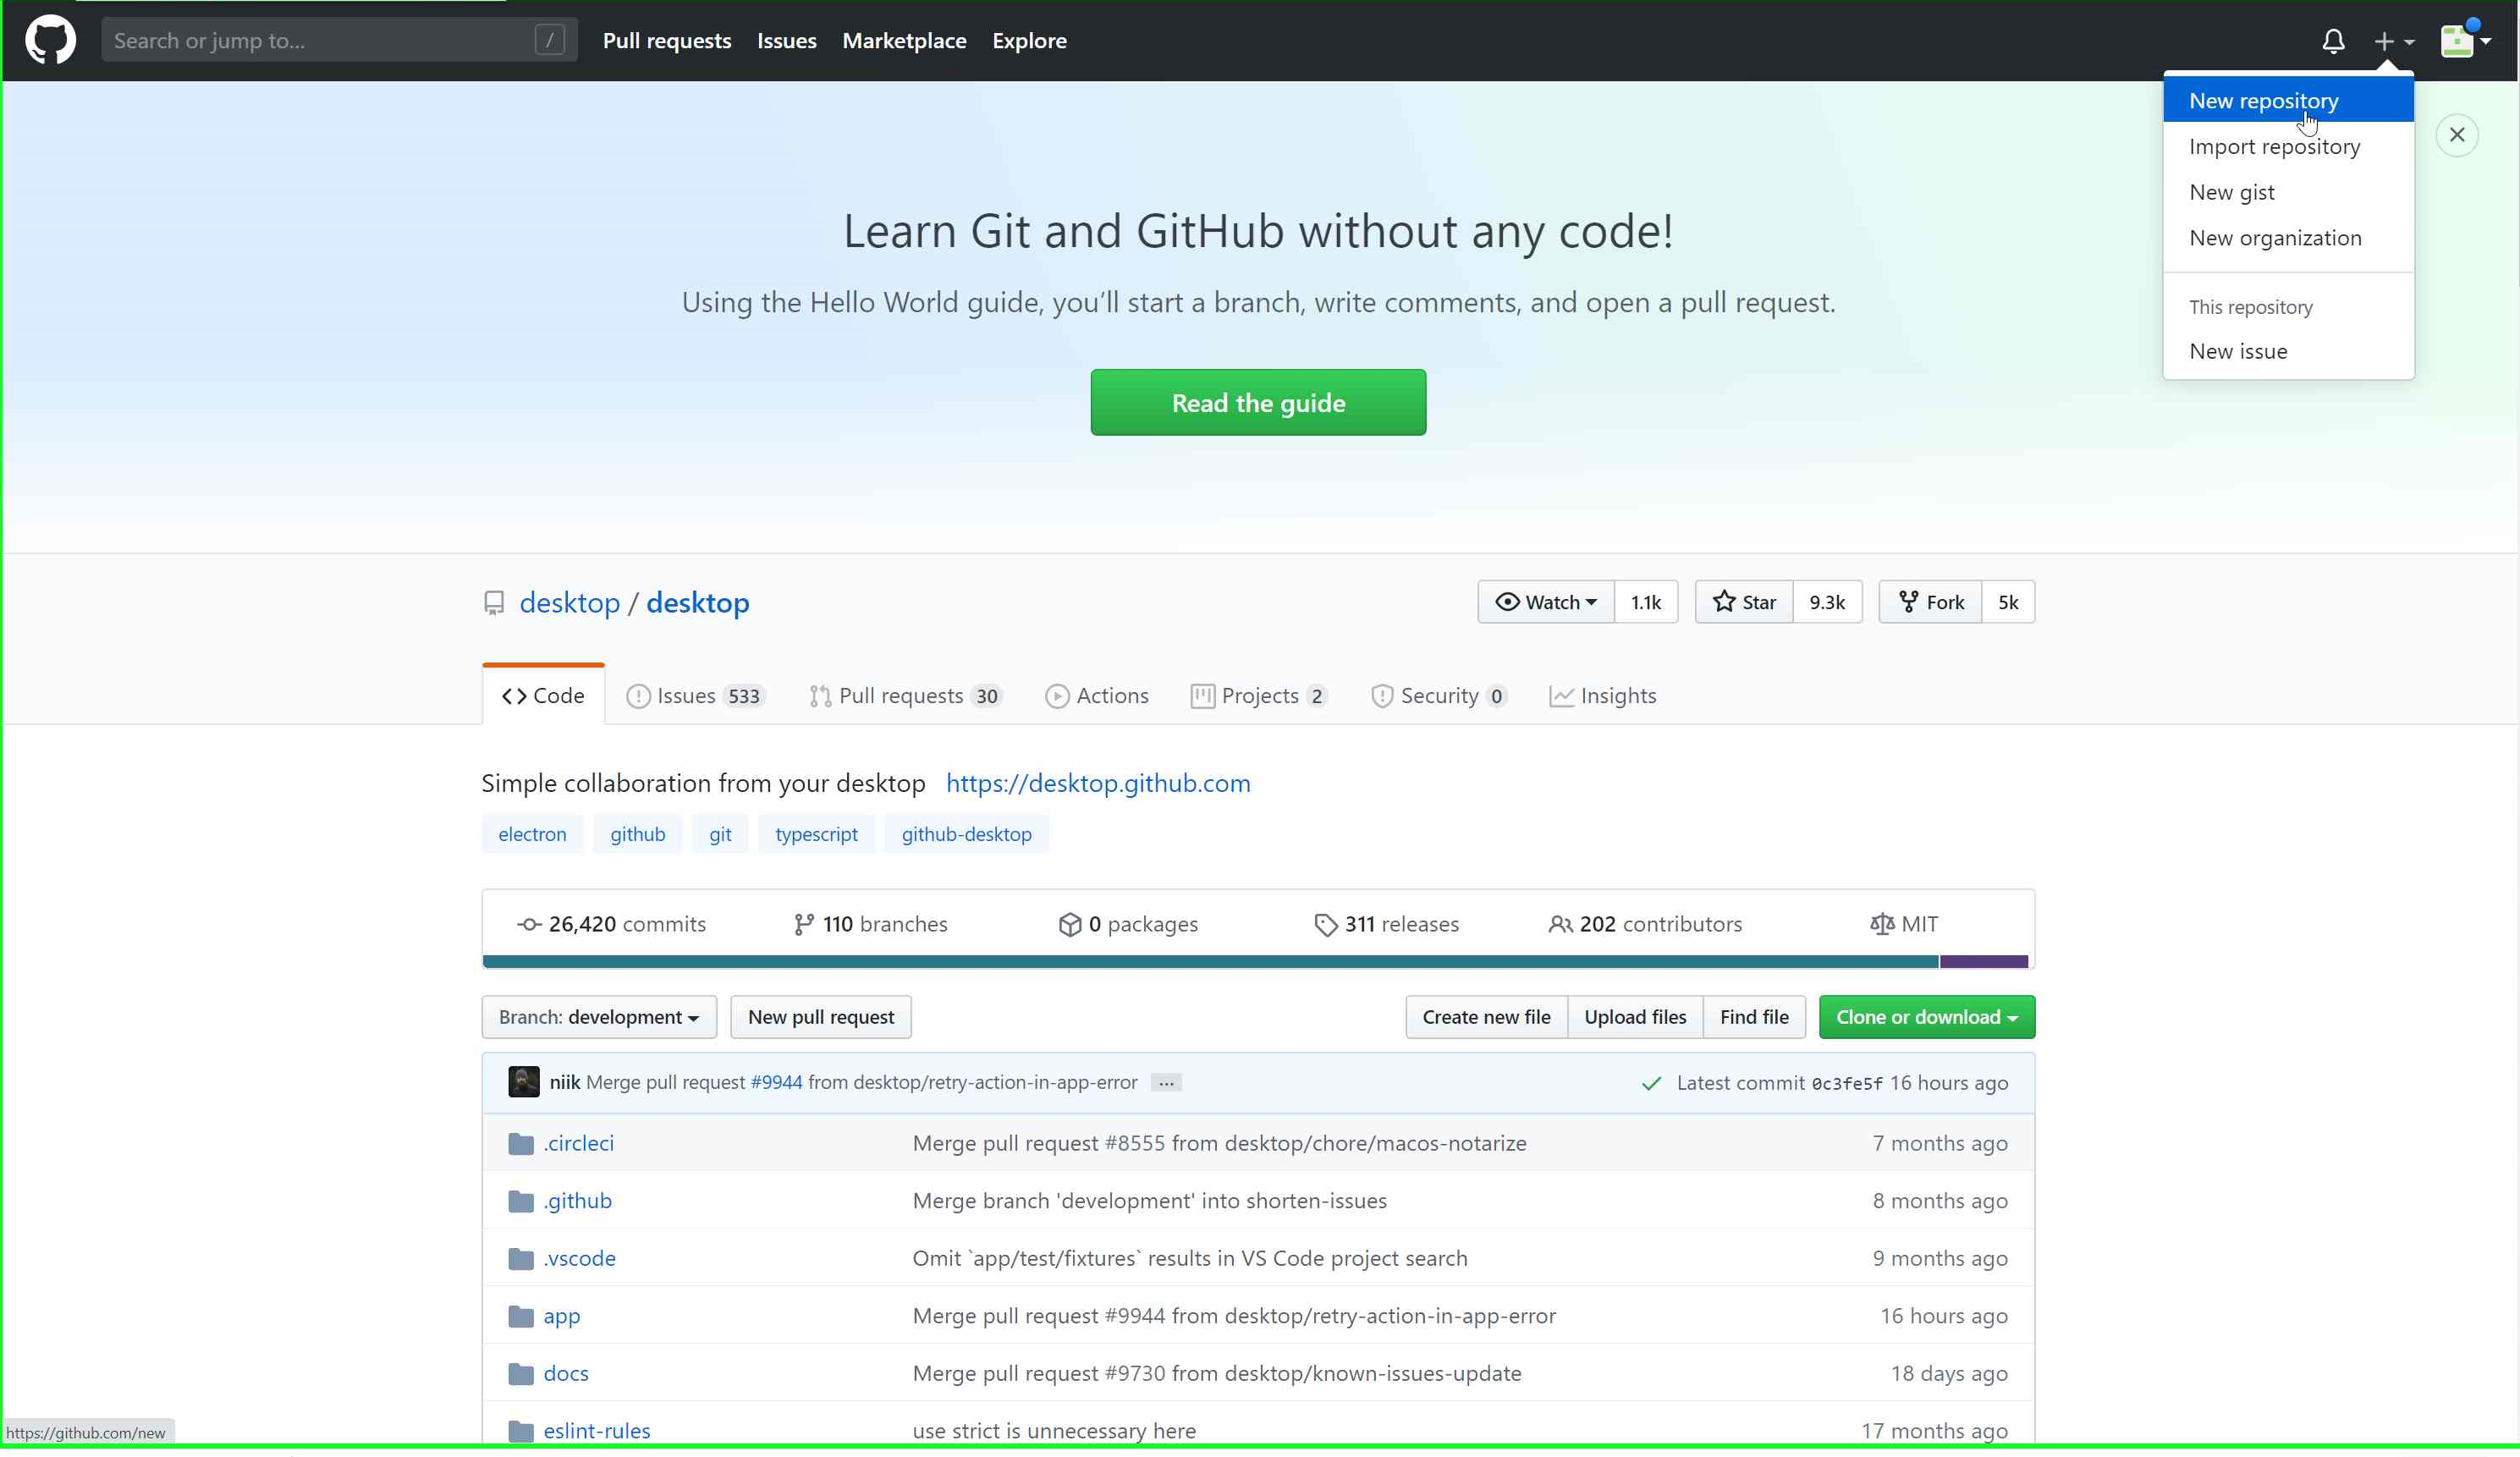 Search or jump to... / Pull requests Issues Marketplace Explore
New repository
Import repository
New gist
New organization
This repository
New issue
Learn Git and GitHub without any code!
Using the Hello World guide, you’ll start a branch, write comments, and open a pull request.
Read the guide
desktop / desktop Watch 1.1k Star 9.3k Fork 5k
Code Issues 533 Pull requests 30 Actions Projects 2 Security 0 Insights
Simple collaboration from your desktop https://desktop.github.com
electron github git typescript github-desktop
26,420 commits 110 branches 0 packages 311 releases 202 contributors MIT
Branch: development New pull request Create new file Upload files Find file Clone or download
niik Merge pull request #9944 from desktop/retry-action-in-app-error ... Latest commit 0c3fe5f 16 hours ago
.circleci Merge pull request #8555 from desktop/chore/macos-notarize 7 months ago
.github Merge branch 'development' into shorten-issues 8 months ago
.vscode Omit `app/test/fixtures` results in VS Code project search 9 months ago
app Merge pull request #9944 from desktop/retry-action-in-app-error 16 hours ago
docs Merge pull request #9730 from desktop/known-issues-update 18 days ago
eslint-rules use strict is unnecessary here 17 months ago
https://github.com/new